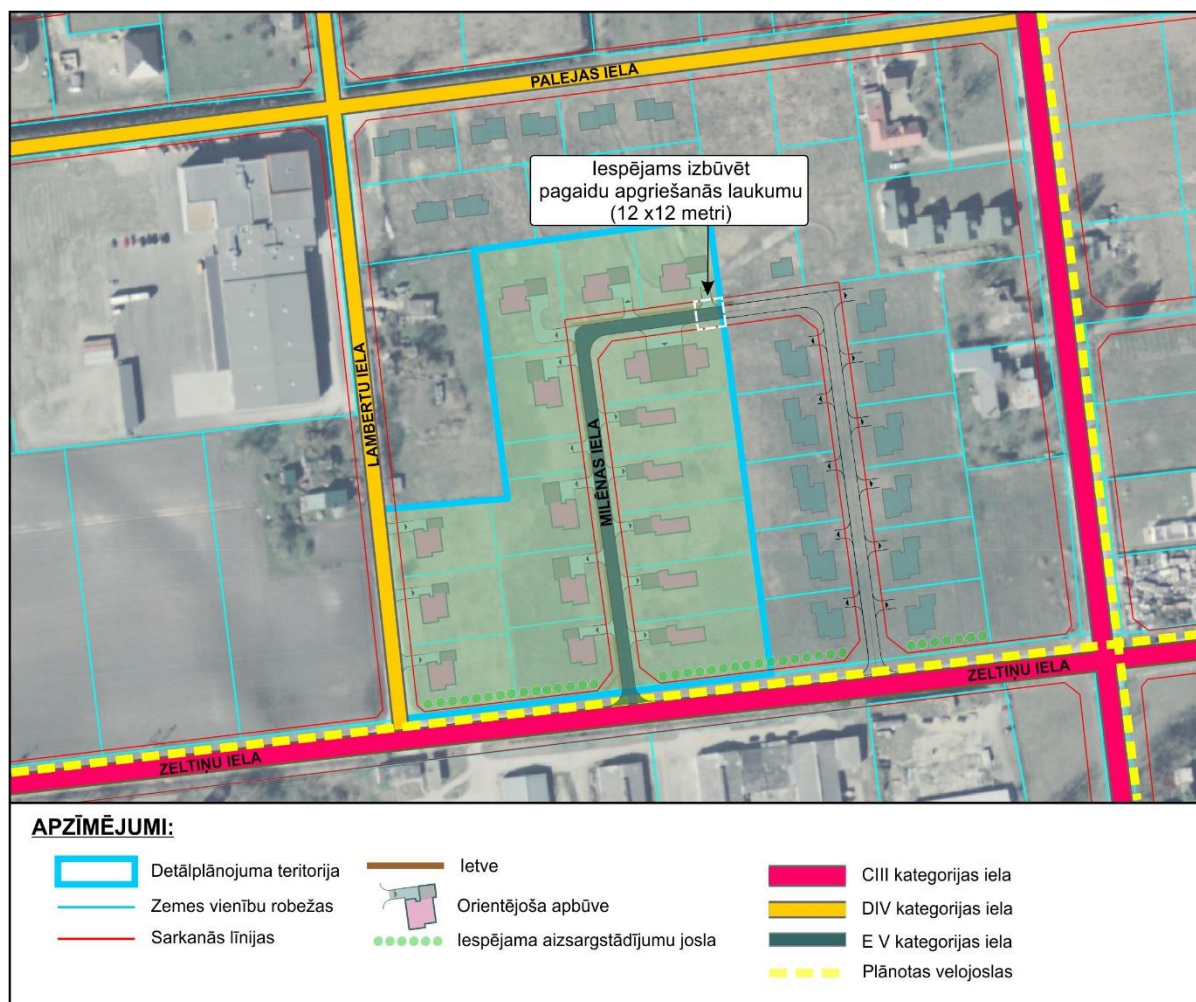 PALEJAS IELA
Iespējams izbūvēt
pagaidu apgriešanās laukumu
(12 x12 metri)
LAMBERTU IELA
MILĒNAS IELA
ZELTIŅU IELA
ZELTIŅU IELA
APZĪMĒJUMI:
Detālplānojuma teritorija
Zemes vienību robežas
Sarkanās līnijas
Ietve
Orientējoša apbūve
Iespējama aizsargstādījumu josla
CIII kategorijas iela
DIV kategorijas iela
E V kategorijas iela
Plānotas velojoslas